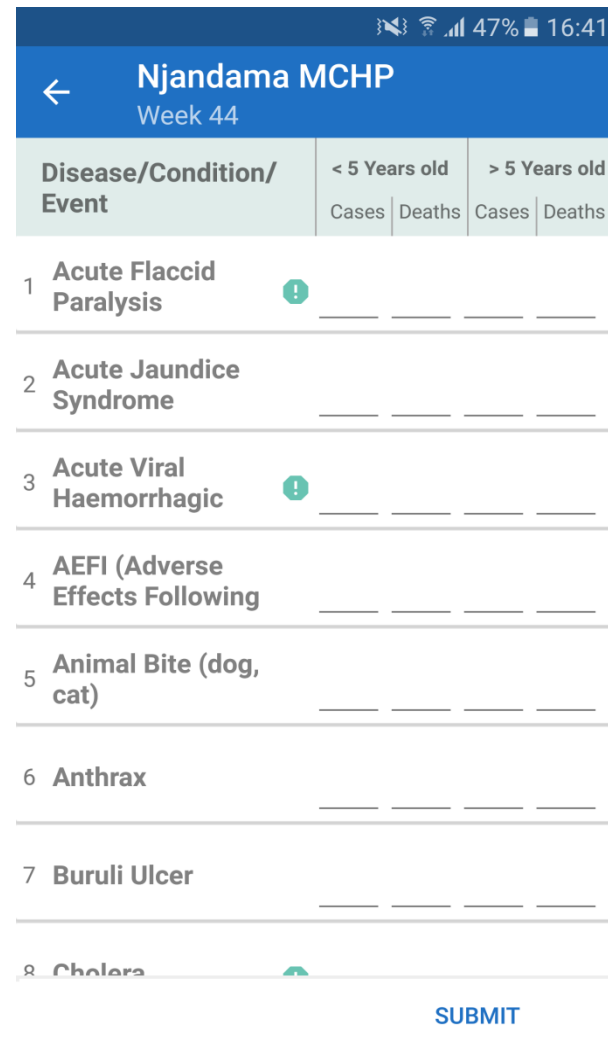 47% 16:41
Njandama MCHP
Week 44
Disease/Condition/
Event
< 5 Years old > 5 Years old
Cases Deaths Cases Deaths
1 Acute Flaccid
Paralysis
2 Acute Jaundice
Syndrome
3 Acute Viral
Haemorrhagic
4 AEFI (Adverse
Effects Following
5 Animal Bite (dog,
cat)
6 Anthrax
7 Buruli Ulcer
8 Cholera
SUBMIT